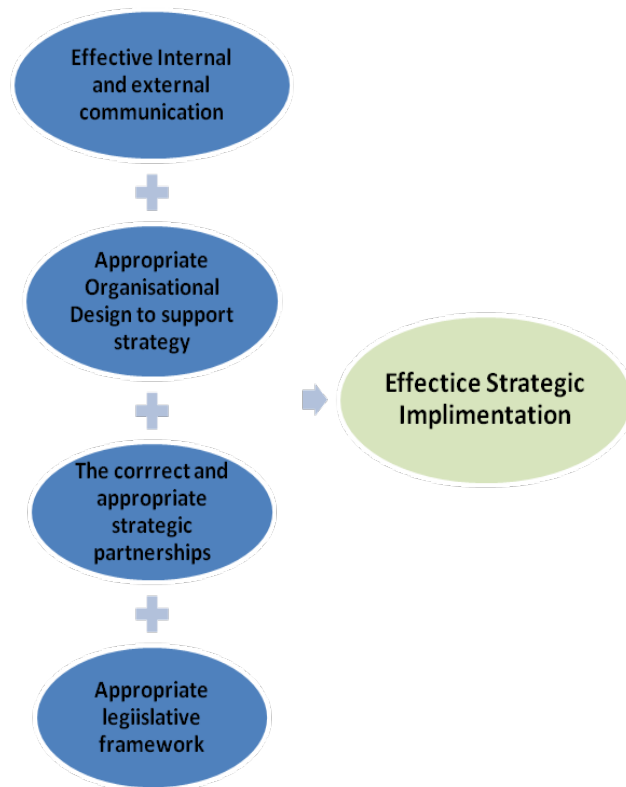 Effective Internal
and external
communication
Appropriate
Organisational
Design to support
strategy
The corrrect and
appropriate
strategic
partnerships
Appropriate
legiislative
framework
Effectice Strategic
Implimentation